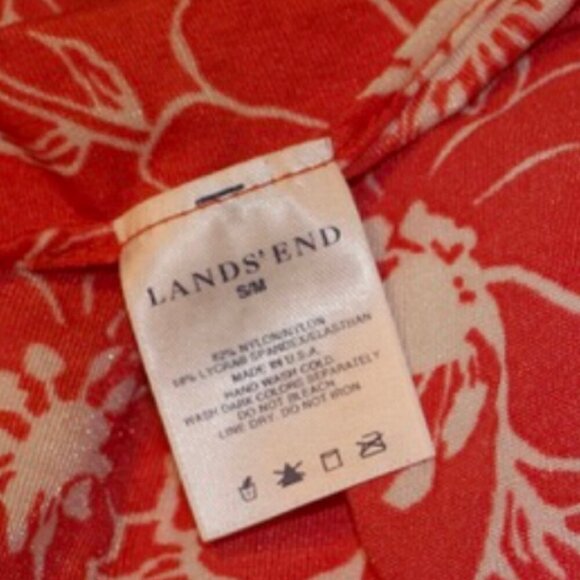 LANDS' END
S/M
82% NYLON/NYLON
18% LYCRA® SPANDEX/ELASTHAN
MADE IN U.S.A.
HAND WASH COLD.
WASH DARK COLORS SEPARATELY
DO NOT BLEACH.
LINE DRY. DO NOT IRON